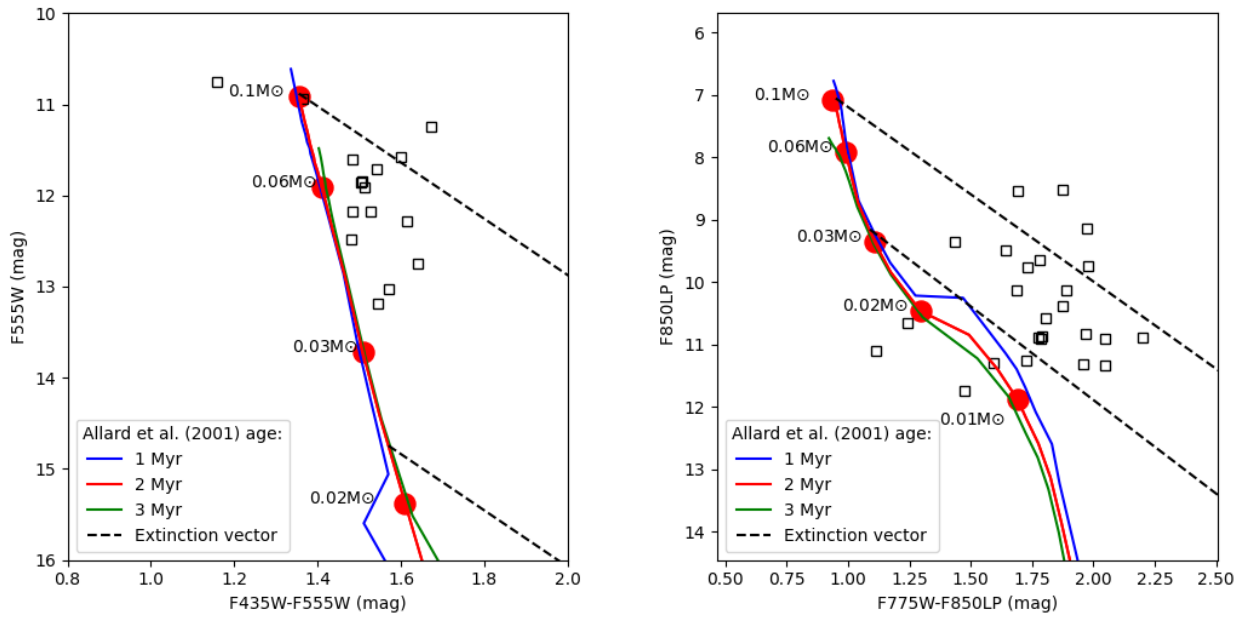 10
11
12
13
14
15
16
F555W (mag)
0.8
1.0
1.2
1.4
1.6
1.8
2.0
F435W-F555W (mag)
0.1M⊙
0.06M⊙
0.03M⊙
0.02M⊙
Allard et al. (2001) age:
1 Myr
2 Myr
3 Myr
Extinction vector
6
7
8
9
10
11
12
13
14
F850LP (mag)
0.50
0.75
1.00
1.25
1.50
1.75
2.00
2.25
2.50
F775W-F850LP (mag)
0.1M⊙
0.06M⊙
0.03M⊙
0.02M⊙
0.01M⊙
Allard et al. (2001) age:
1 Myr
2 Myr
3 Myr
Extinction vector